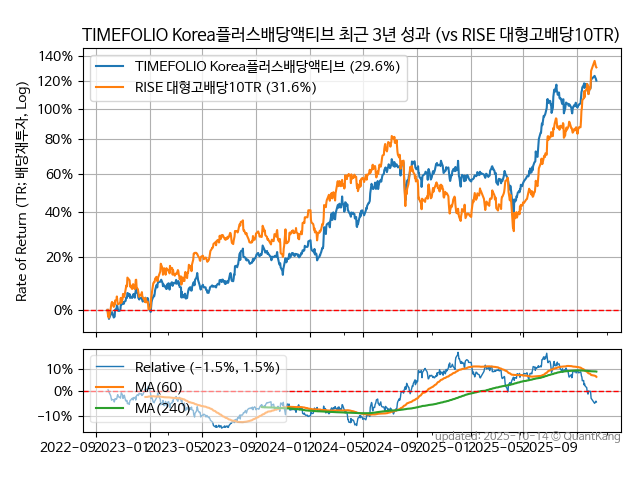 TIMEFOLIO Korea플러스배당액티브 최근 3년 성과 (vs RISE 대형고배당10TR)
Rate of Return (TR: 배당재투자, Log)
140%
120%
100%
80%
60%
40%
20%
0%
TIMEFOLIO Korea플러스배당액티브 (29.6%)
RISE 대형고배당10TR (31.6%)
10%
0%
−10%
Relative (−1.5%, 1.5%)
MA(60)
MA(240)
2022-09 2023-01 2023-05 2023-09 2024-01 2024-05 2024-09 2025-01 2025-05 2025-09
updated: 2025-10-14 © QuantKang